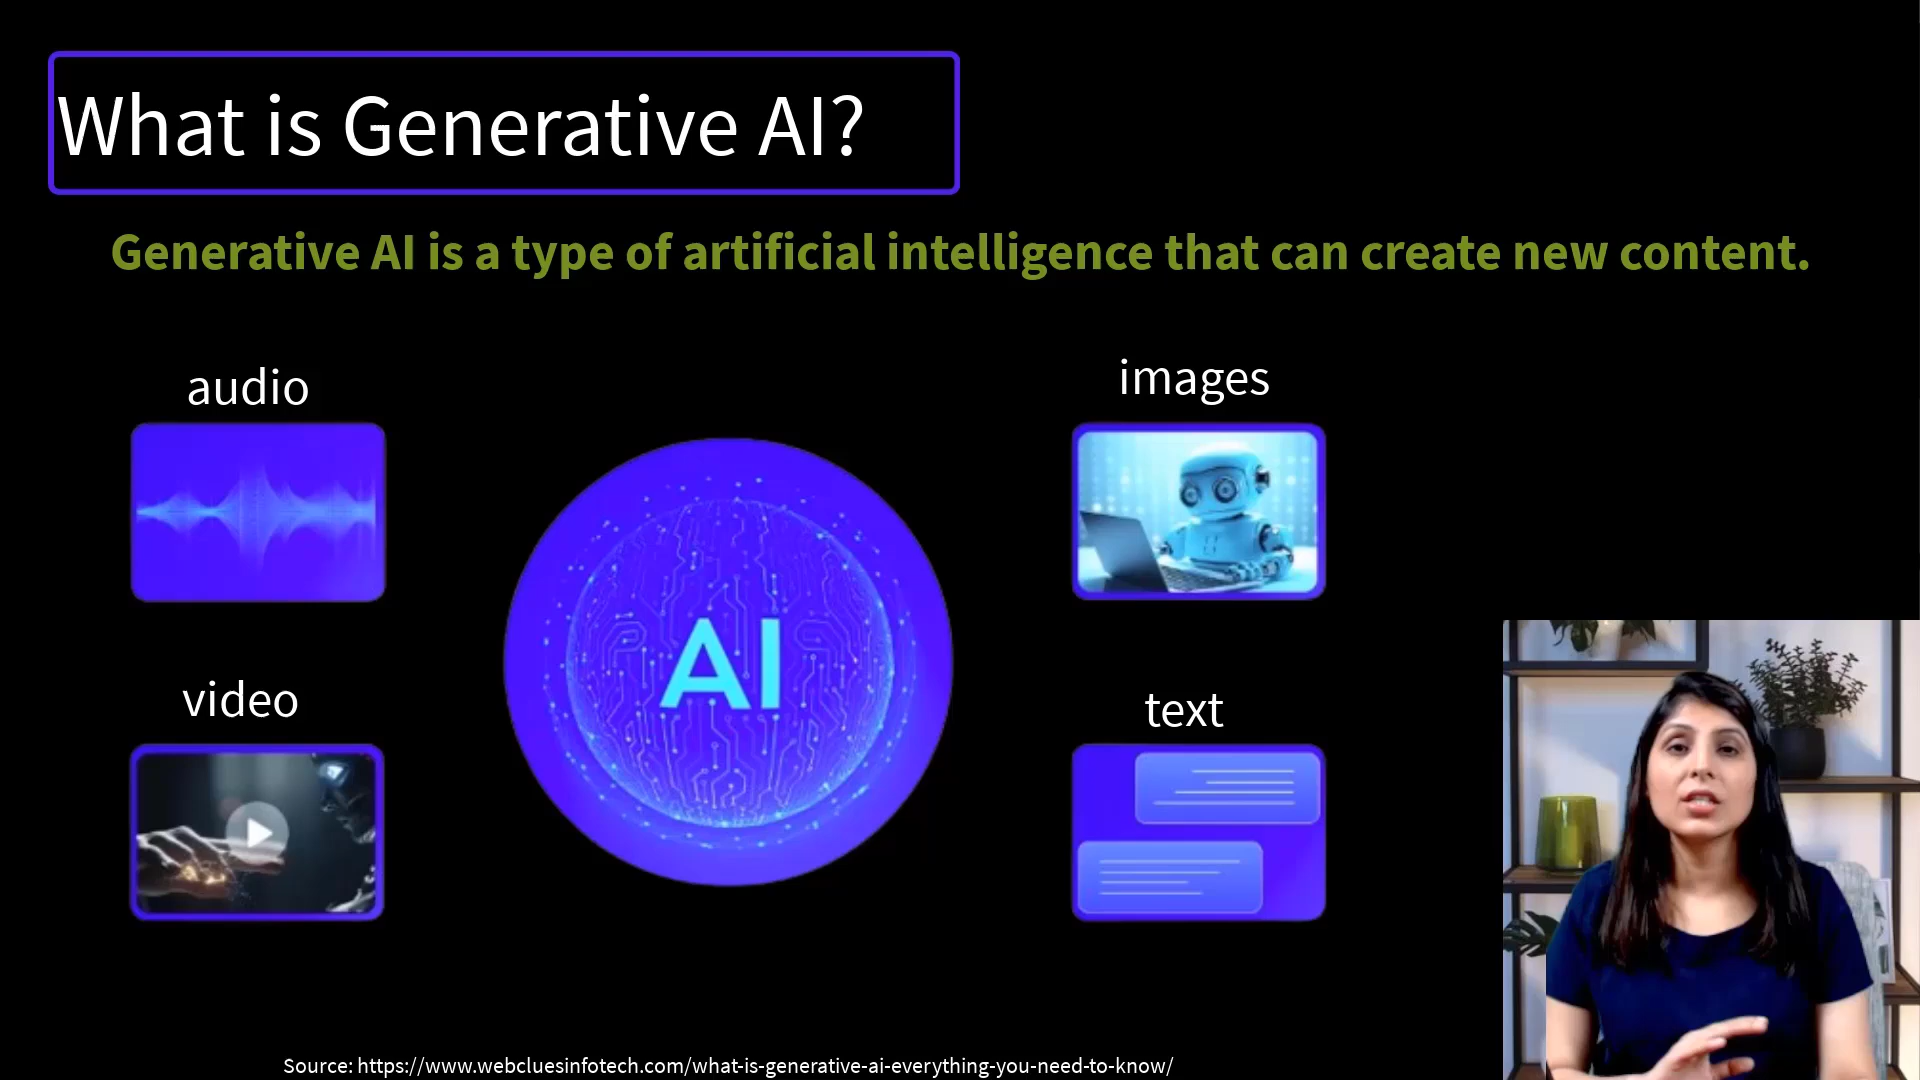 What is Generative AI?
Generative AI is a type of artificial intelligence that can create new content.
audio
images
AI
video
text
Source: https://www.webcluesinfotech.com/what-is-generative-ai-everything-you-need-to-know/